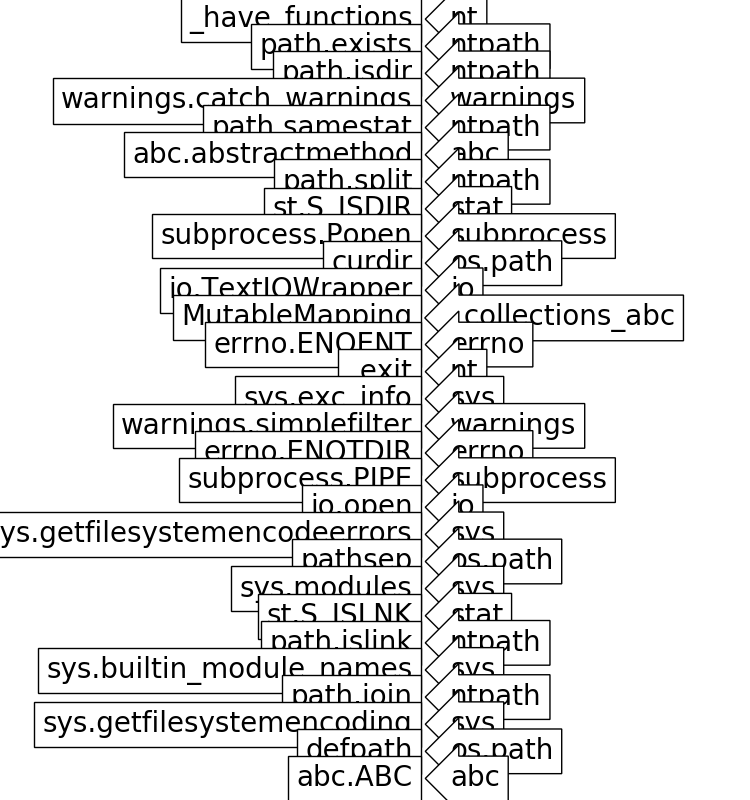 _have_functions nt
path.exists ntpath
path.isdir ntpath
warnings.catch_warnings warnings
path.samestat ntpath
abc.abstractmethod abc
path.split ntpath
st.S_ISDIR stat
subprocess.Popen subprocess
curdir os.path
io.TextIOWrapper io
MutableMapping _collections_abc
errno.ENOENT errno
exit nt
sys.exc_info sys
warnings.simplefilter warnings
errno.ENOTDIR errno
subprocess.PIPE subprocess
io.open io
ys.getfilesystemencodeerrors sys
pathsep os.path
sys.modules sys
st.S_ISLNK stat
path.islink ntpath
sys.builtin_module_names sys
path.join ntpath
sys.getfilesystemencoding sys
defpath os.path
abc.ABC abc